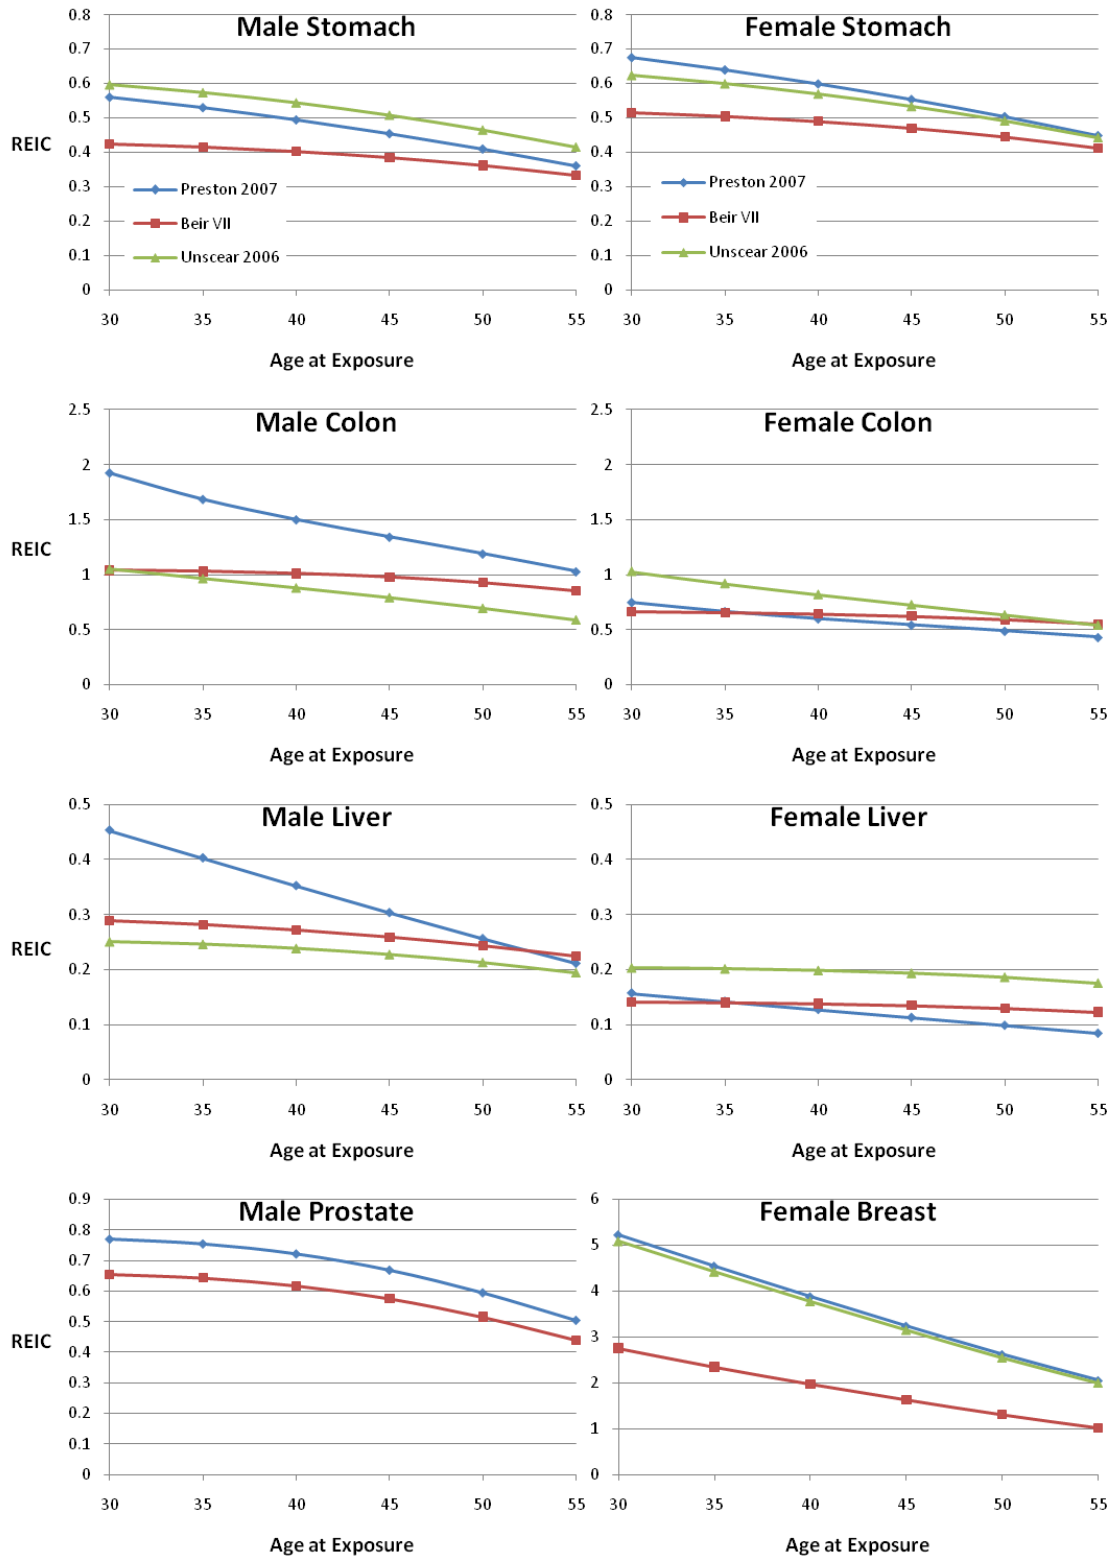 Male Stomach
0.8
0.7
0.6
0.5
REIC
0.4
0.3
0.2
0.1
0
Preston 2007
Beir VII
Unscear 2006
30 35 40 45 50 55
Age at Exposure
Female Stomach
0.8
0.7
0.6
0.5
0.4
0.3
0.2
0.1
0
Preston 2007
Beir VII
Unscear 2006
30 35 40 45 50 55
Age at Exposure
Male Colon
2.5
2
1.5
REIC
1
0.5
0
30 35 40 45 50 55
Age at Exposure
Female Colon
2.5
2
1.5
1
0.5
0
30 35 40 45 50 55
Age at Exposure
Male Liver
0.5
0.4
0.3
REIC
0.2
0.1
0
30 35 40 45 50 55
Age at Exposure
Female Liver
0.5
0.4
0.3
0.2
0.1
0
30 35 40 45 50 55
Age at Exposure
Male Prostate
0.9
0.8
0.7
0.6
0.5
REIC
0.4
0.3
0.2
0.1
0
30 35 40 45 50 55
Age at Exposure
Female Breast
6
5
4
3
2
1
0
30 35 40 45 50 55
Age at Exposure